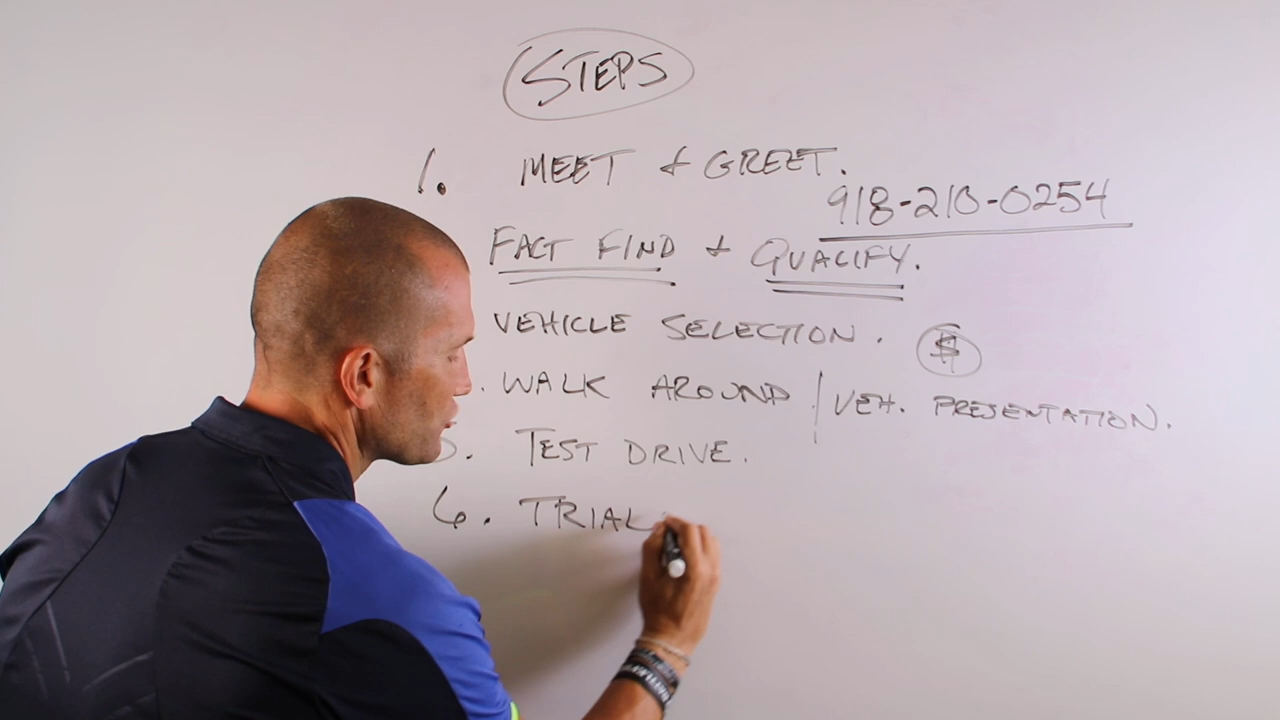 STEPS
1. MEET & GREET.
918-210-0254
FACT FIND + QUALIFY.
VEHICLE SELECTION. $
. WALK AROUND / VEH. PRESENTATION.
5. TEST DRIVE.
6. TRIAL